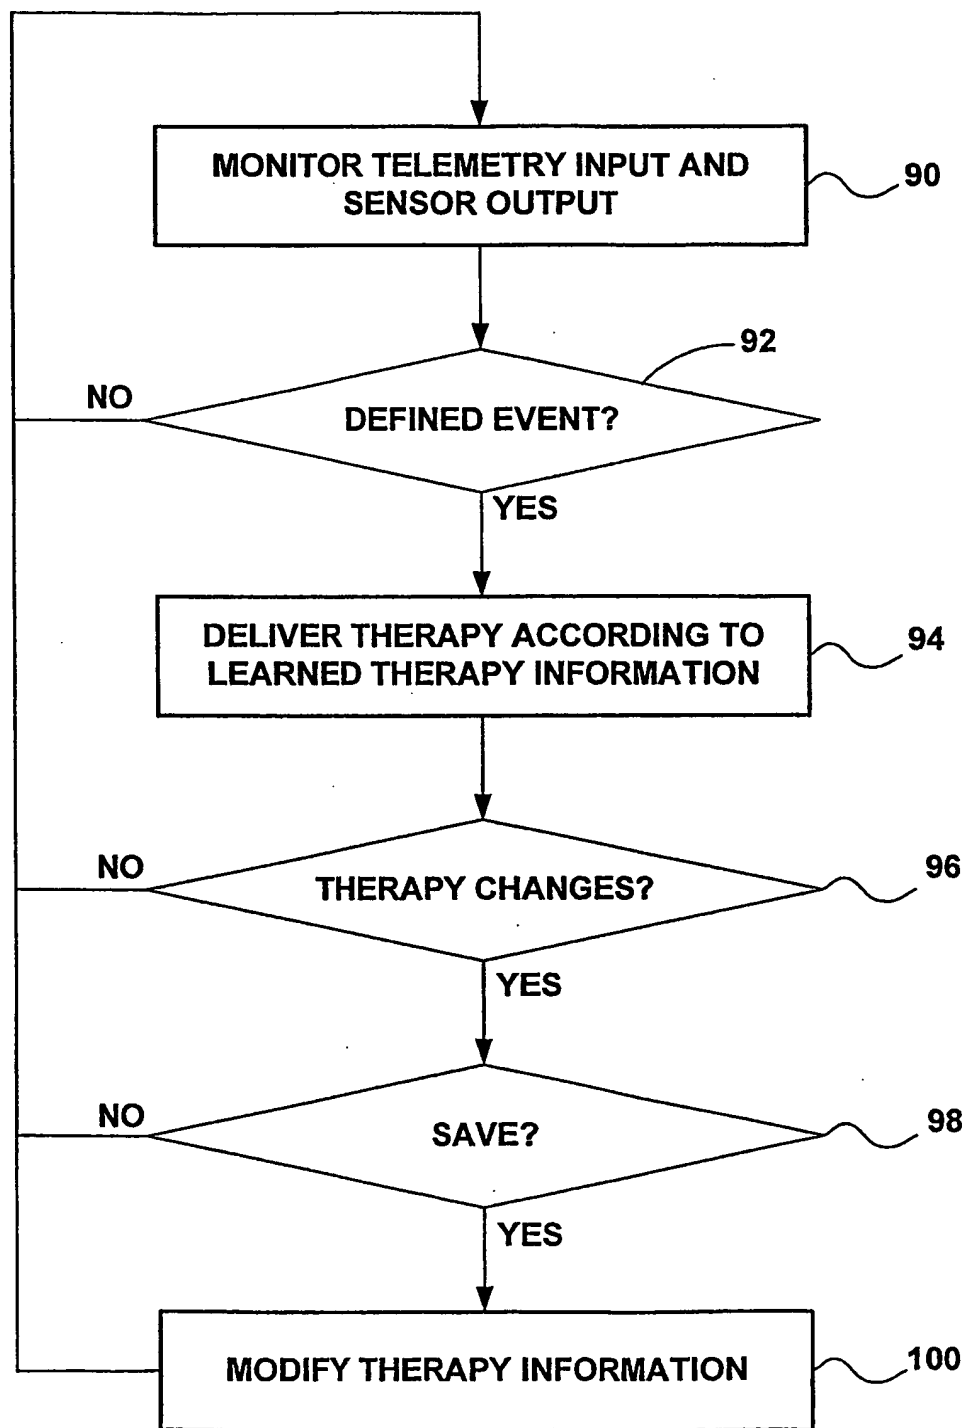 MONITOR TELEMETRY INPUT AND
SENSOR OUTPUT
90
92
NO
DEFINED EVENT?
YES
DELIVER THERAPY ACCORDING TO
LEARNED THERAPY INFORMATION
94
NO
THERAPY CHANGES?
96
YES
NO
SAVE?
98
YES
MODIFY THERAPY INFORMATION
100